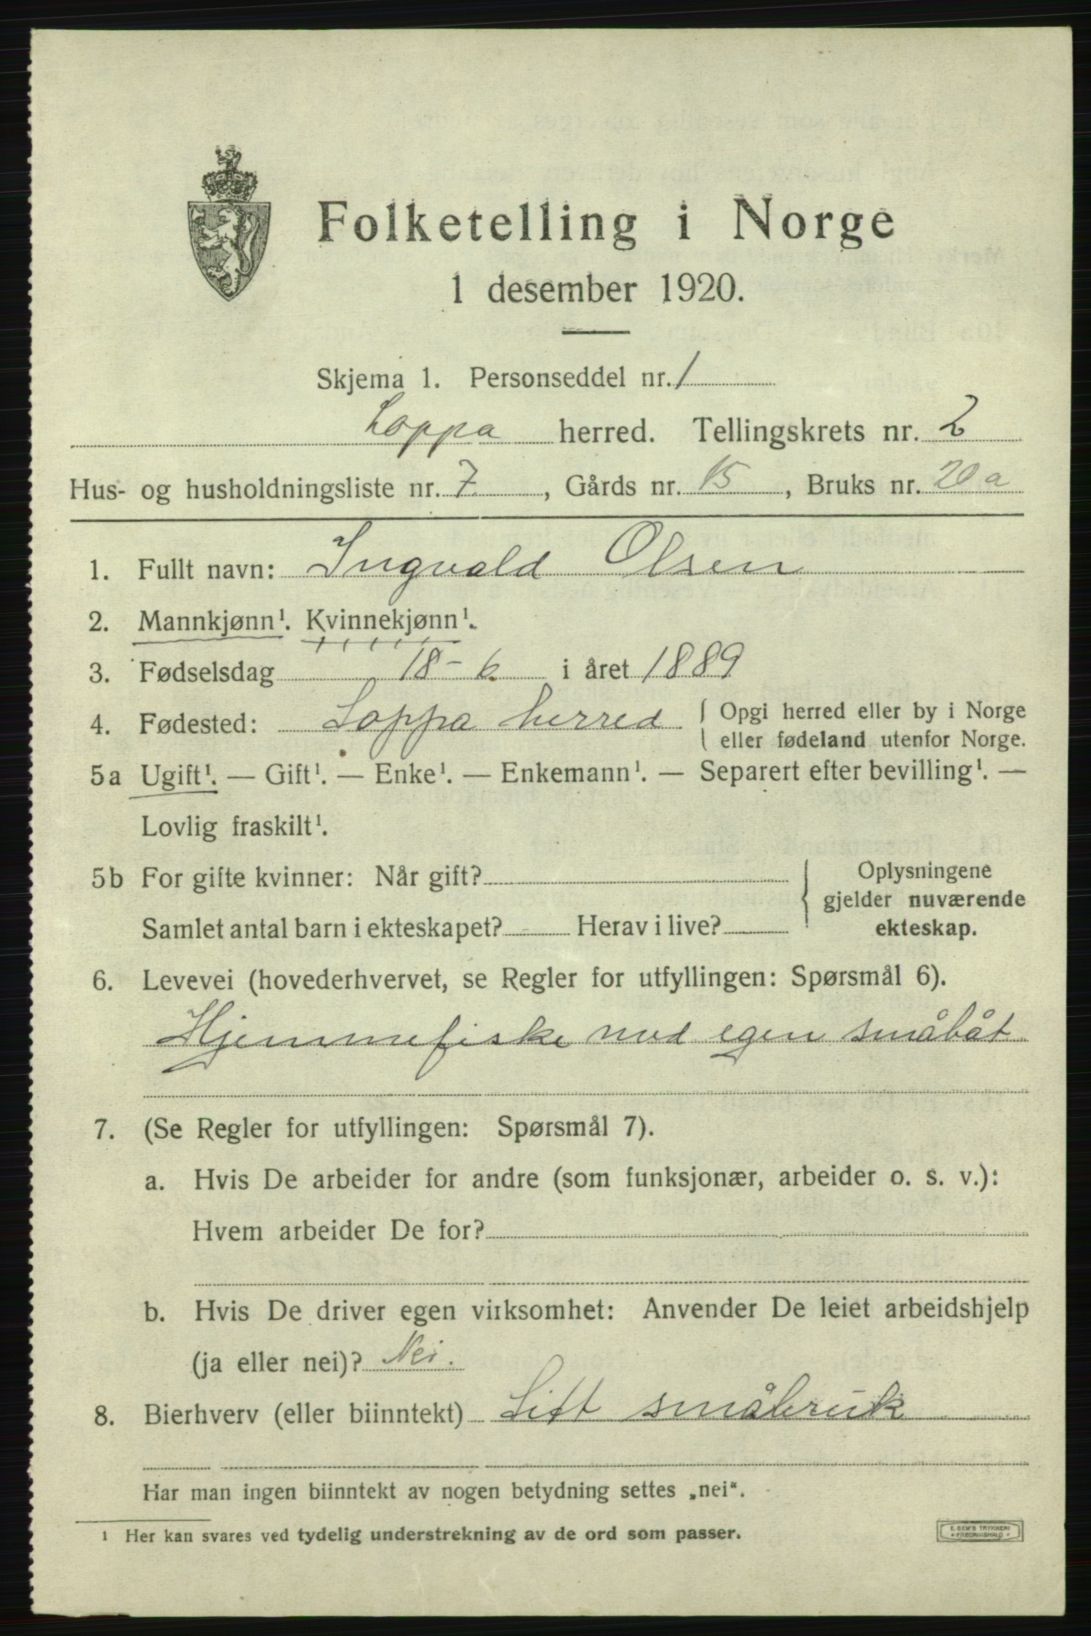 Folketelling i Norge
1 desember 1920.
Skjema 1. Personseddel nr. 1
Loppa herred. Tellingskrets nr. 2
Hus- og husholdningsliste nr. 7, Gårds nr. 15, Bruks nr. 20 a
1. Fullt navn: Ingvald Olsen
2. Mannkjønn¹. Kvinnekjønn¹.
3. Fødselsdag 18-6. i året 1889
4. Fødested: Loppa herred { Opgi herred eller by i Norge
eller fødeland utenfor Norge.
5a Ugift¹. — Gift¹. — Enke¹. — Enkemann¹. — Separert efter bevilling¹. —
Lovlig fraskilt¹.
5b For gifte kvinner: Når gift? { Oplysningene
gjelder nuværende
Samlet antal barn i ekteskapet? Herav i live? ekteskap.
6. Levevei (hovederhvervet, se Regler for utfyllingen: Spørsmål 6).
Hjemmefiske med egen småbåt
7. (Se Regler for utfyllingen: Spørsmål 7).
a. Hvis De arbeider for andre (som funksjonær, arbeider o. s. v.):
Hvem arbeider De for?
b. Hvis De driver egen virksomhet: Anvender De leiet arbeidshjelp
(ja eller nei)? Nei.
8. Bierhverv (eller biinntekt) Litt småbruk
Har man ingen biinntekt av nogen betydning settes „nei".
¹ Her kan svares ved tydelig understrekning av de ord som passer.